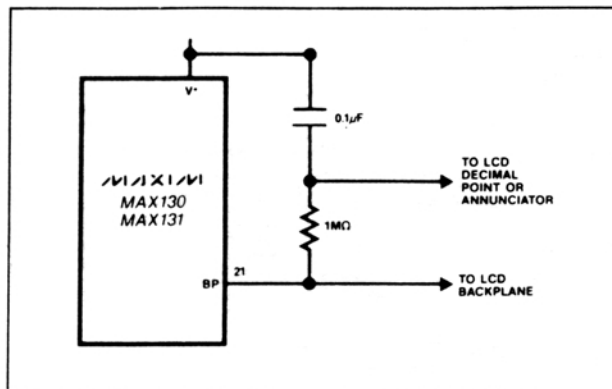 V+
0.1µF
MAXIM
MAX130
MAX131
TO LCD
DECIMAL
POINT OR
ANNUNCIATOR
1MΩ
21
BP
TO LCD
BACKPLANE